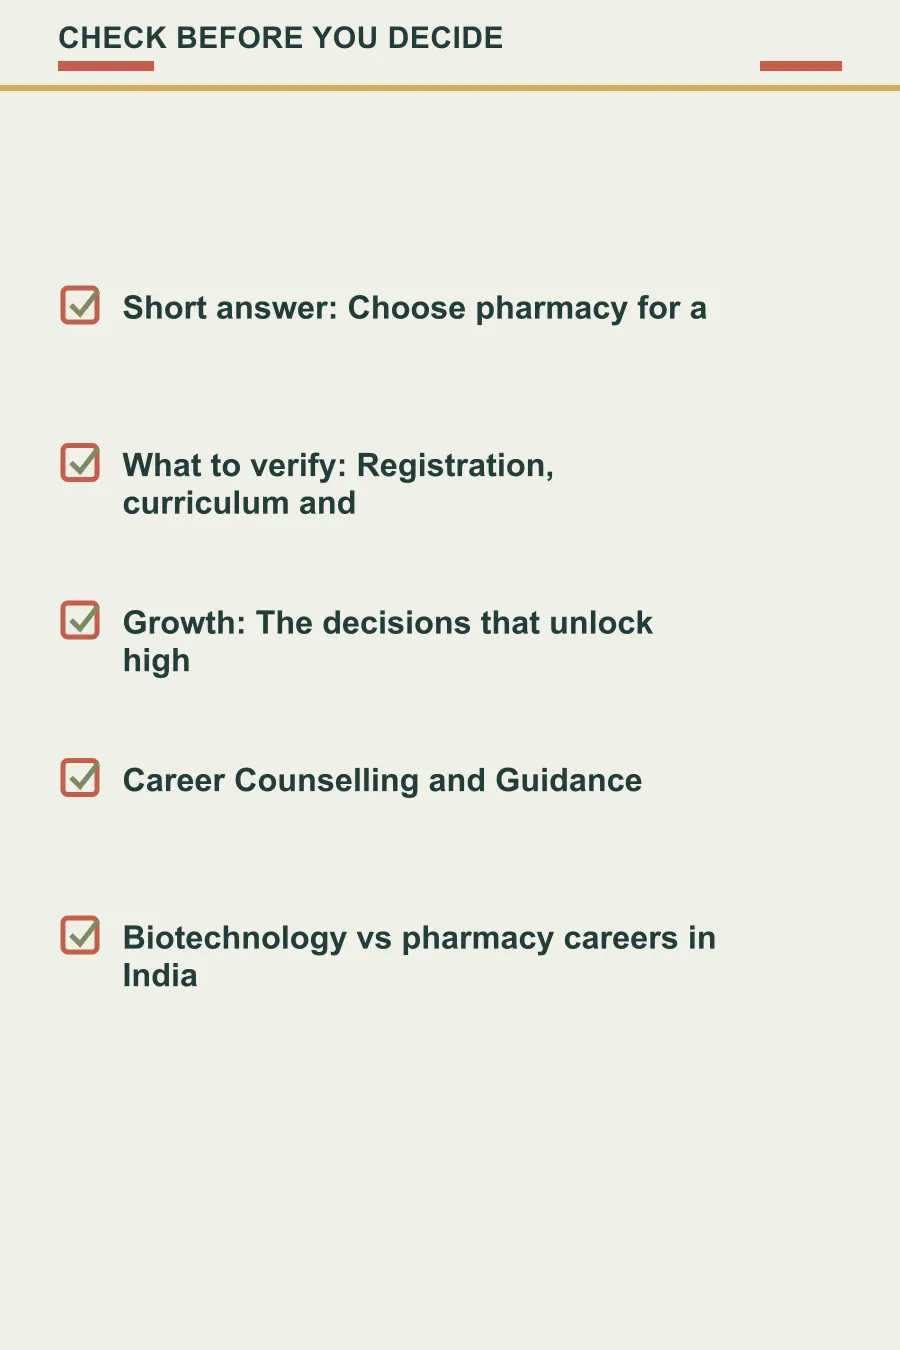 CHECK BEFORE YOU DECIDE
Short answer: Choose pharmacy for a
What to verify: Registration,
curriculum and
Growth: The decisions that unlock
high
Career Counselling and Guidance
Biotechnology vs pharmacy careers in
India